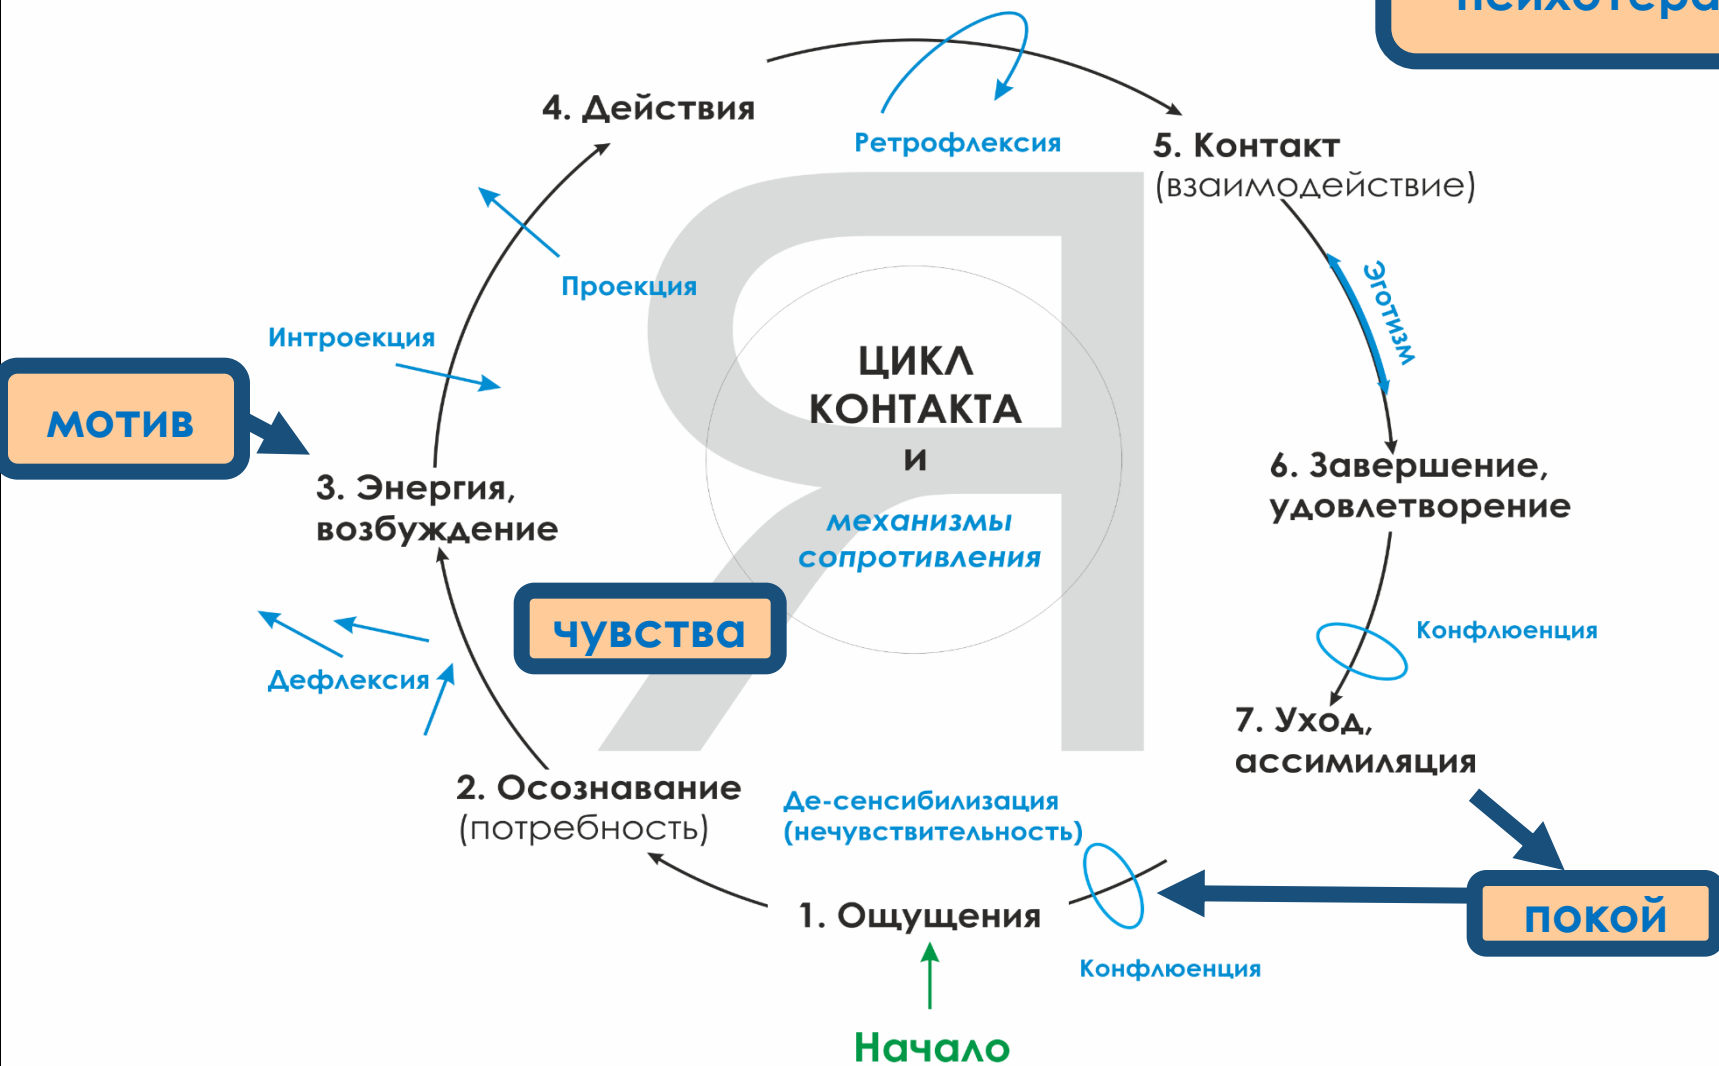 4. Действия
Ретрофлексия
5. Контакт
(взаимодействие)
Проекция
Эготизм
Интроекция
ЦИКЛ
КОНТАКТА
и
механизмы
сопротивления
мотив
3. Энергия,
возбуждение
6. Завершение,
удовлетворение
чувства
Конфлюенция
Дефлексия
7. Уход,
ассимиляция
2. Осознавание
(потребность)
Де-сенсибилизация
(нечувствительность)
1. Ощущения
покой
Конфлюенция
Начало
Я